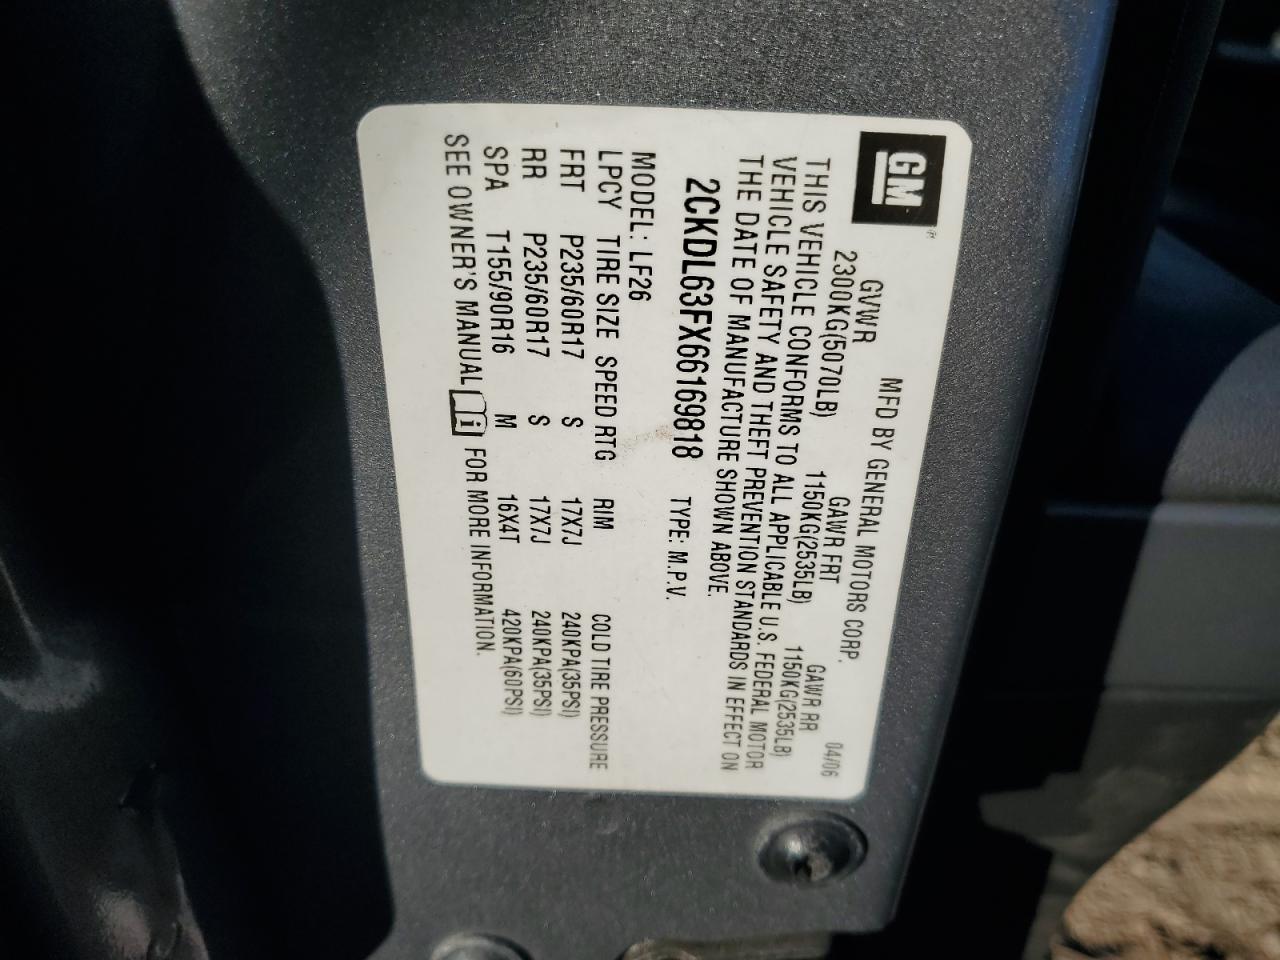 GM®
MFD BY GENERAL MOTORS CORP. 04/06
GVWR GAWR FRT GAWR RR
2300KG(5070LB) 1150KG(2535LB) 1150KG(2535LB)
THIS VEHICLE CONFORMS TO ALL APPLICABLE U.S. FEDERAL MOTOR
VEHICLE SAFETY AND THEFT PREVENTION STANDARDS IN EFFECT ON
THE DATE OF MANUFACTURE SHOWN ABOVE.
2CKDL63FX66169818 TYPE: M.P.V.
MODEL: LF26
LPCY TIRE SIZE SPEED RTG RIM COLD TIRE PRESSURE
FRT P235/60R17 S 17X7J 240KPA(35PSI)
RR P235/60R17 S 17X7J 240KPA(35PSI)
SPA T155/90R16 M 16X4T 420KPA(60PSI)
SEE OWNER'S MANUAL i FOR MORE INFORMATION.